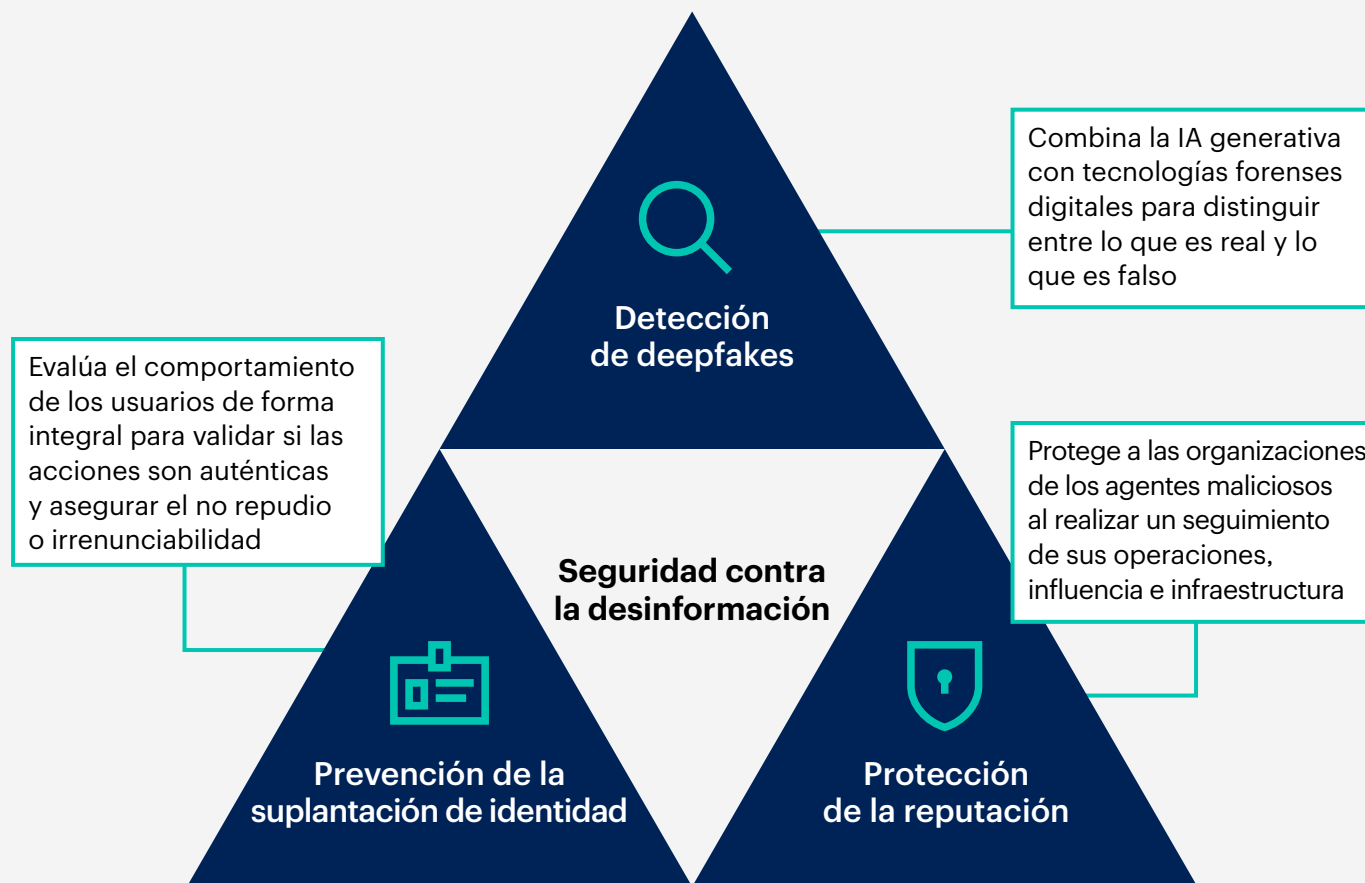 Combina la IA generativa
con tecnologías forenses
digitales para distinguir
entre lo que es real y lo
que es falso
Detección
de deepfakes
Evalúa el comportamiento
de los usuarios de forma
integral para validar si las
acciones son auténticas
y asegurar el no repudio
o irrenunciabilidad
Protege a las organizaciones
de los agentes maliciosos
al realizar un seguimiento
de sus operaciones,
influencia e infraestructura
Seguridad contra
la desinformación
Prevención de la
suplantación de identidad
Protección
de la reputación